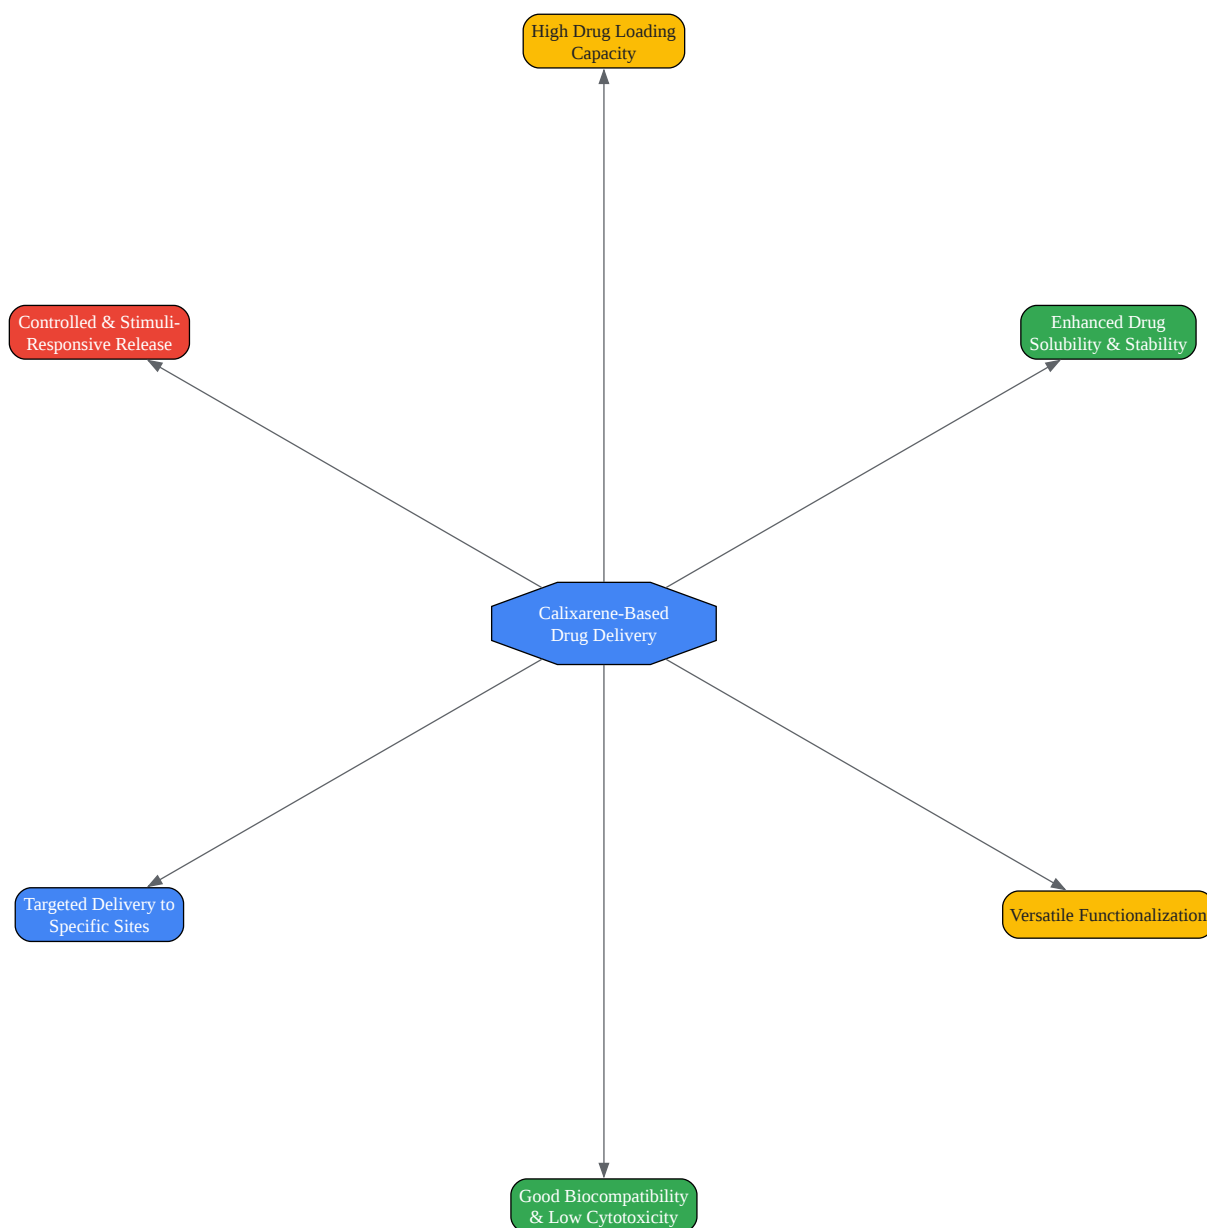 High Drug Loading
Capacity
Controlled & Stimuli-
Responsive Release
Enhanced Drug
Solubility & Stability
Calixarene-Based
Drug Delivery
Targeted Delivery to
Specific Sites
Versatile Functionalization
Good Biocompatibility
& Low Cytotoxicity